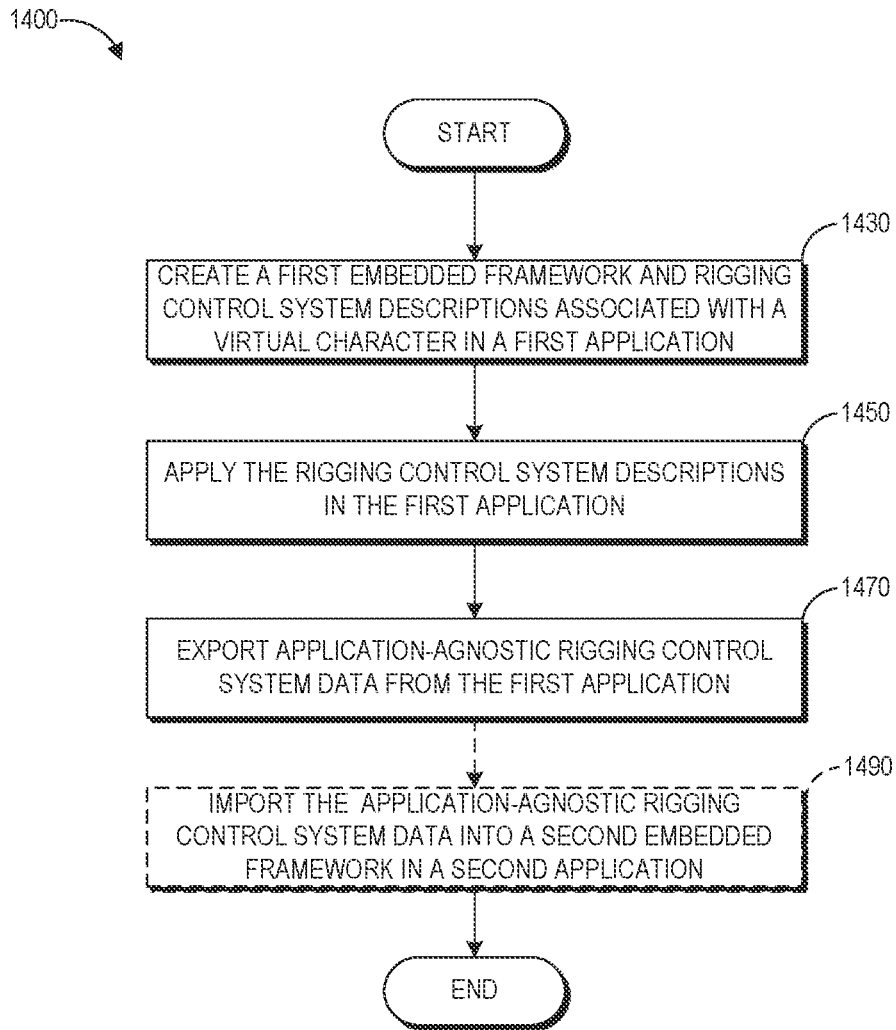 1400
START
1430
CREATE A FIRST EMBEDDED FRAMEWORK AND RIGGING
CONTROL SYSTEM DESCRIPTIONS ASSOCIATED WITH A
VIRTUAL CHARACTER IN A FIRST APPLICATION
1450
APPLY THE RIGGING CONTROL SYSTEM DESCRIPTIONS
IN THE FIRST APPLICATION
1470
EXPORT APPLICATION-AGNOSTIC RIGGING CONTROL
SYSTEM DATA FROM THE FIRST APPLICATION
1490
IMPORT THE APPLICATION-AGNOSTIC RIGGING
CONTROL SYSTEM DATA INTO A SECOND EMBEDDED
FRAMEWORK IN A SECOND APPLICATION
END